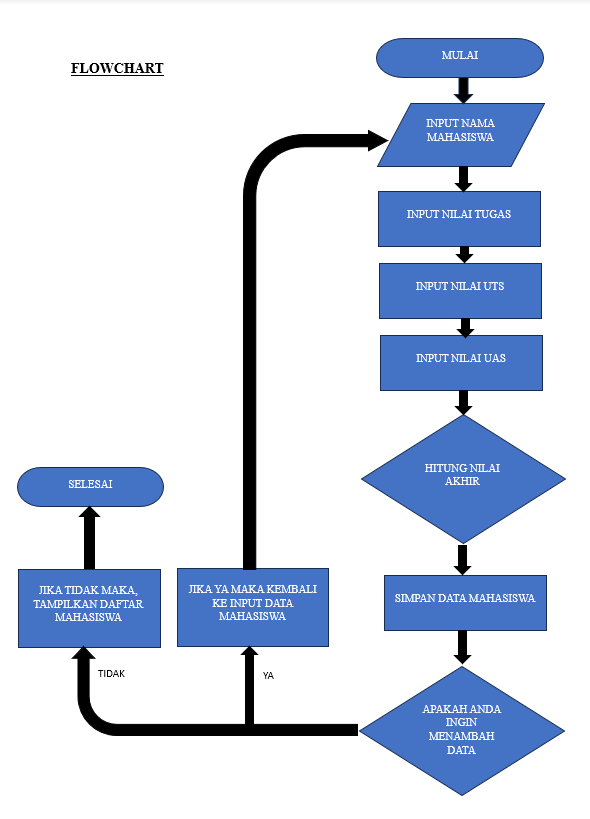 FLOWCHART
MULAI
INPUT NAMA
MAHASISWA
INPUT NILAI TUGAS
INPUT NILAI UTS
INPUT NILAI UAS
HITUNG NILAI
AKHIR
SIMPAN DATA MAHASISWA
APAKAH ANDA
INGIN
MENAMBAH
DATA
YA
JIKA YA MAKA KEMBALI
KE INPUT DATA
MAHASISWA
TIDAK
JIKA TIDAK MAKA,
TAMPILKAN DAFTAR
MAHASISWA
SELESAI